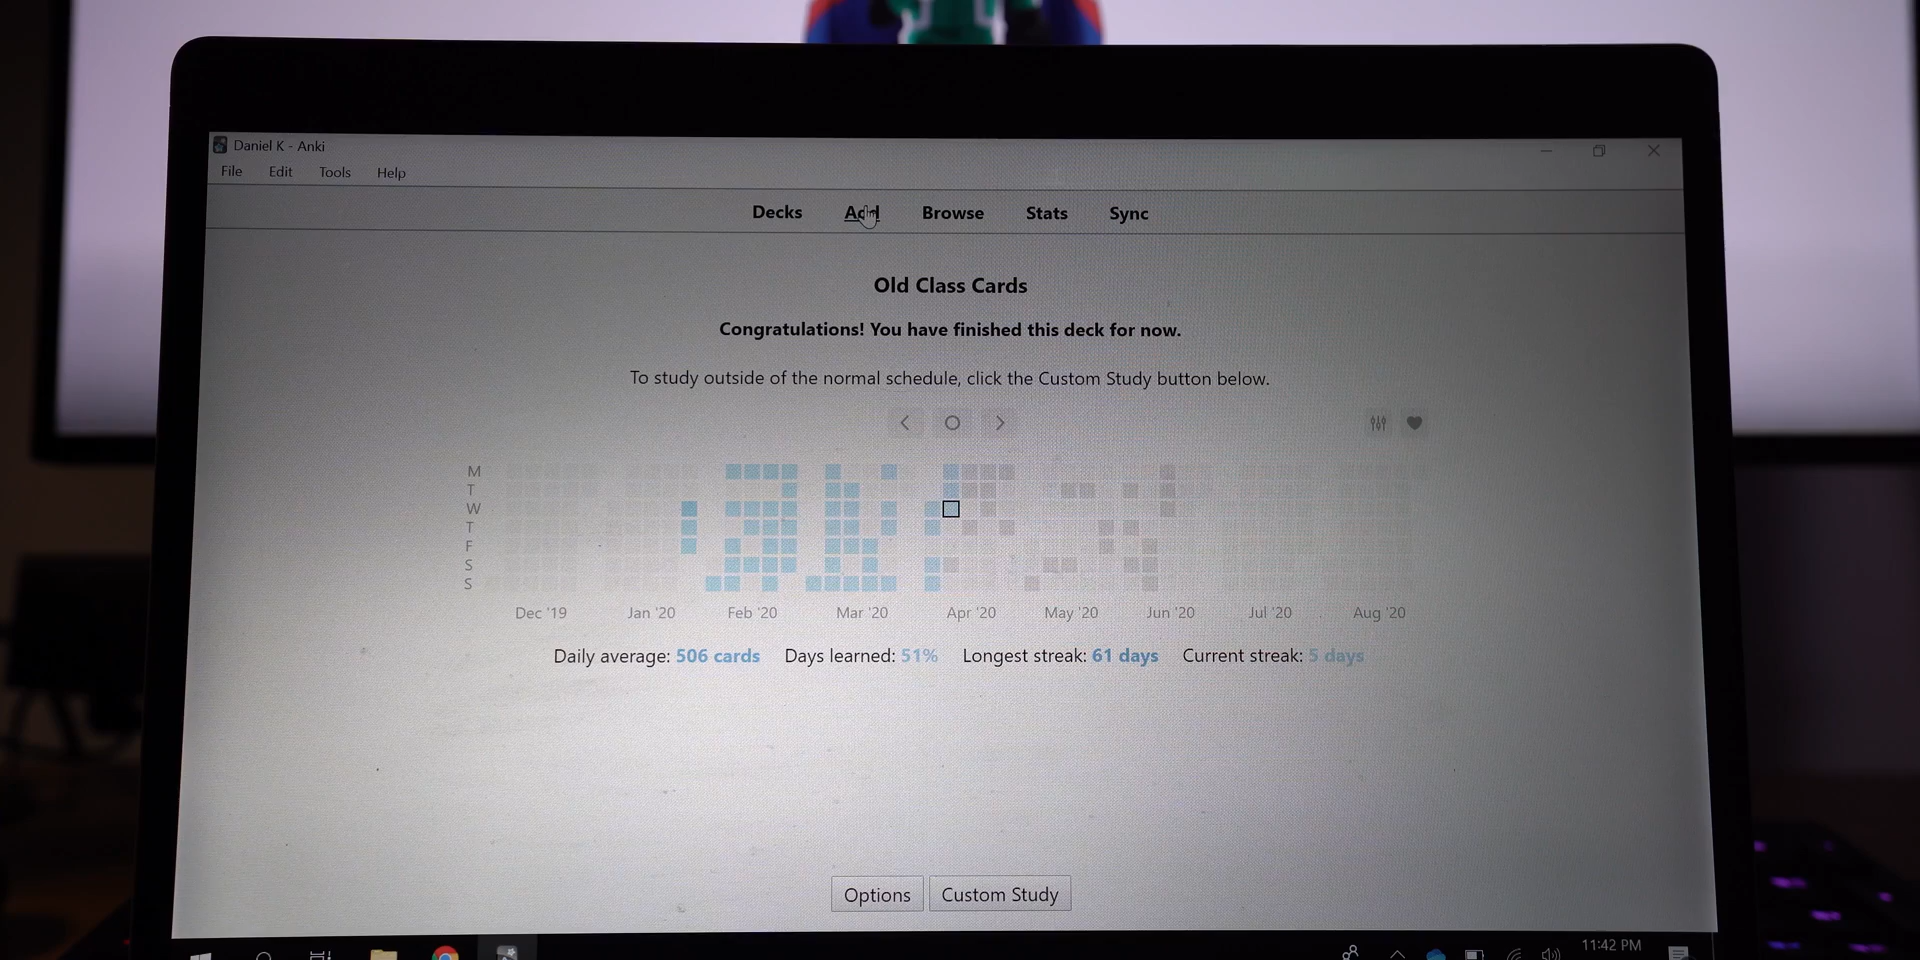 Daniel K - Anki
File Edit Tools Help
Decks Add Browse Stats Sync
Old Class Cards
Congratulations! You have finished this deck for now.
To study outside of the normal schedule, click the Custom Study button below.
M
T
W
T
F
S
S
Dec '19 Jan '20 Feb '20 Mar '20 Apr '20 May '20 Jun '20 Jul '20 Aug '20
Daily average: 506 cards Days learned: 51% Longest streak: 61 days Current streak: 5 days
Options Custom Study
11:42 PM